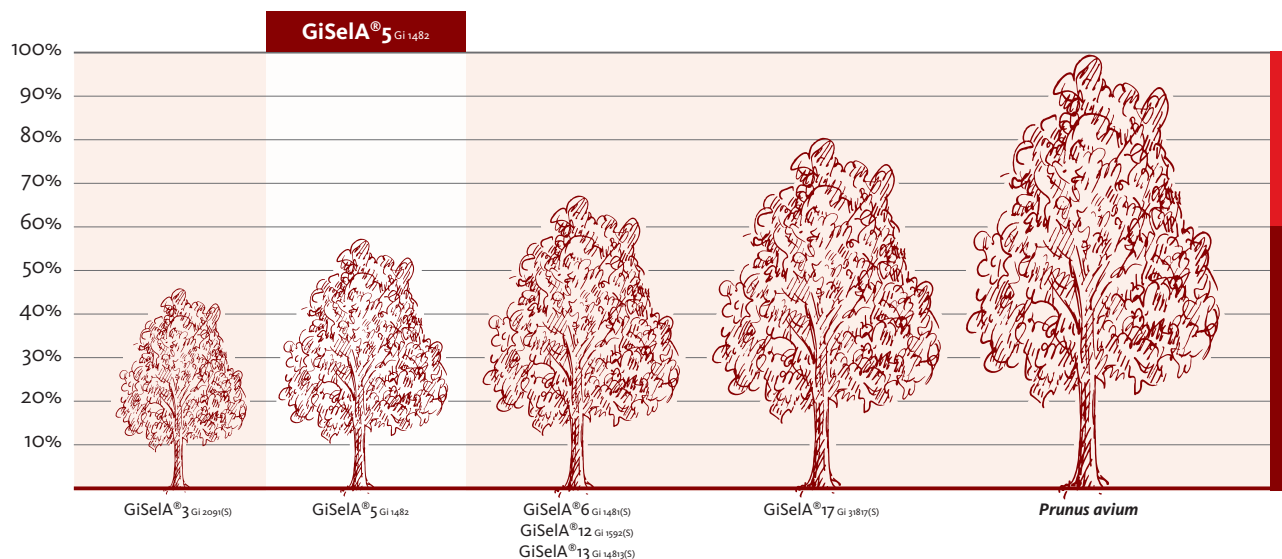 GiSelA®5 Gi 1482
100%
90%
80%
70%
60%
50%
40%
30%
20%
10%
GiSelA®3 Gi 2091(S)
GiSelA®5 Gi 1482
GiSelA®6 Gi 1481(S)
GiSelA®12 Gi 1592(S)
GiSelA®13 Gi 14813(S)
GiSelA®17 Gi 31817(S)
Prunus avium